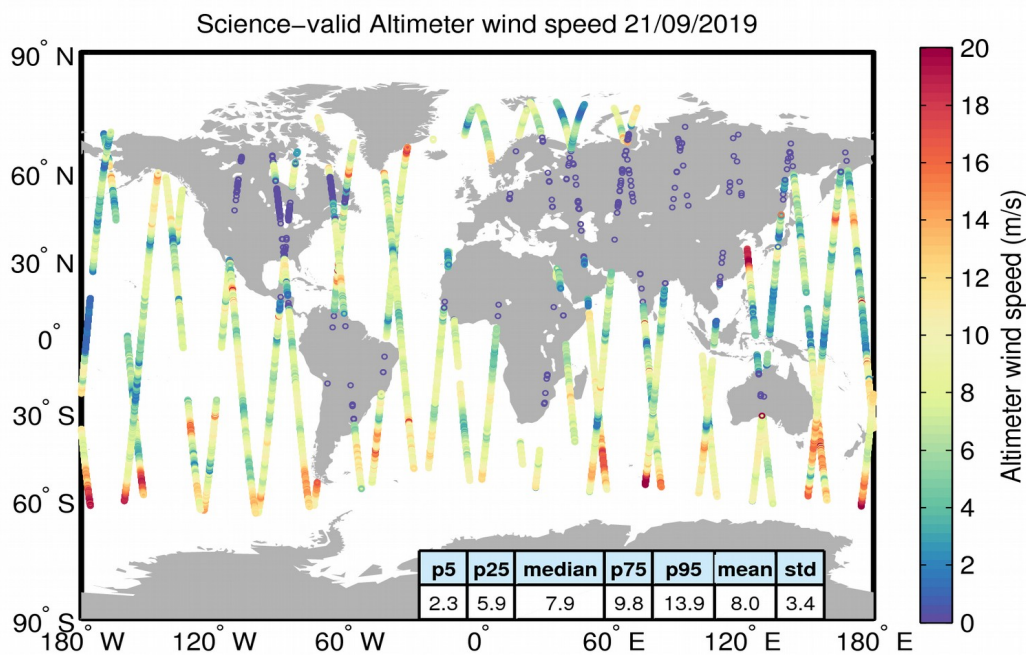 Science−valid Altimeter wind speed 21/09/2019
90° N
60° N
30° N
0°
30° S
60° S
90° S
180° W
120° W
60° W
0°
60° E
120° E
180° E
p5 p25 median p75 p95 mean std
2.3 5.9 7.9 9.8 13.9 8.0 3.4
20
18
16
14
12
10
8
6
4
2
0
Altimeter wind speed (m/s)